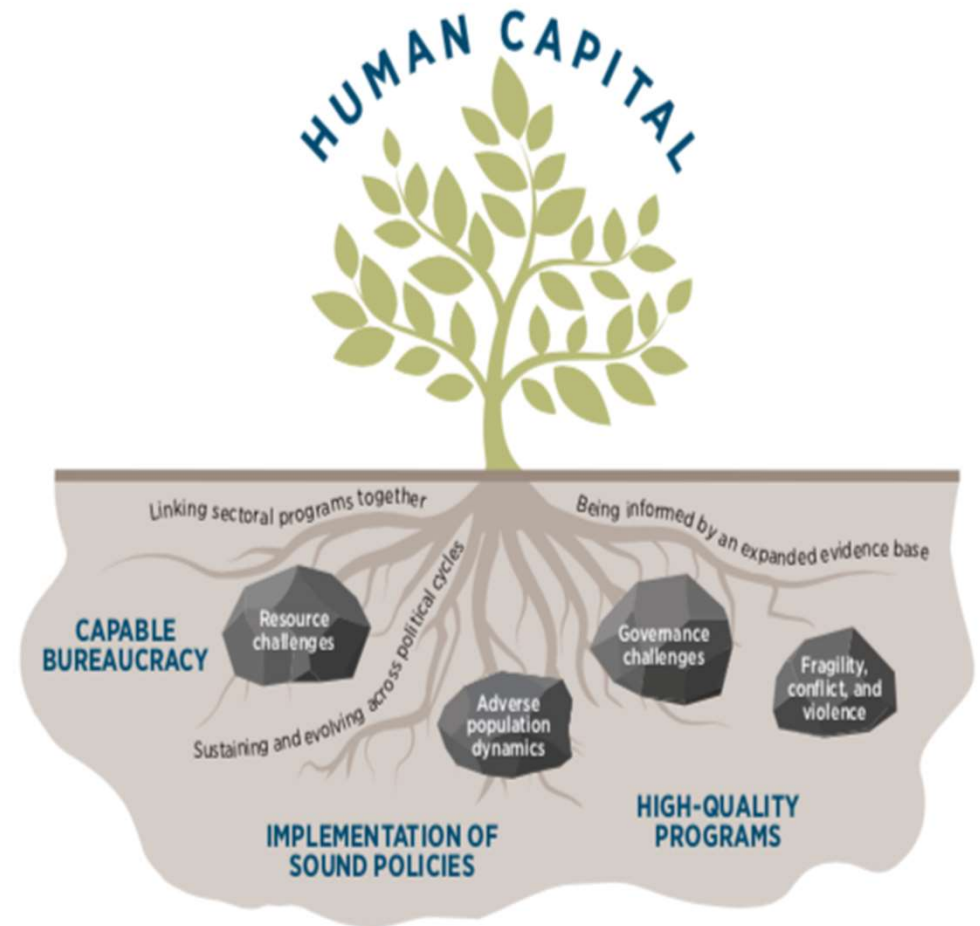 HUMAN CAPITAL
Linking sectoral programs together
Being informed by an expanded evidence base
Sustaining and evolving across political cycles
CAPABLE
BUREAUCRACY
Resource
challenges
Governance
challenges
Fragility,
conflict, and
violence
Adverse
population
dynamics
IMPLEMENTATION OF
SOUND POLICIES
HIGH-QUALITY
PROGRAMS